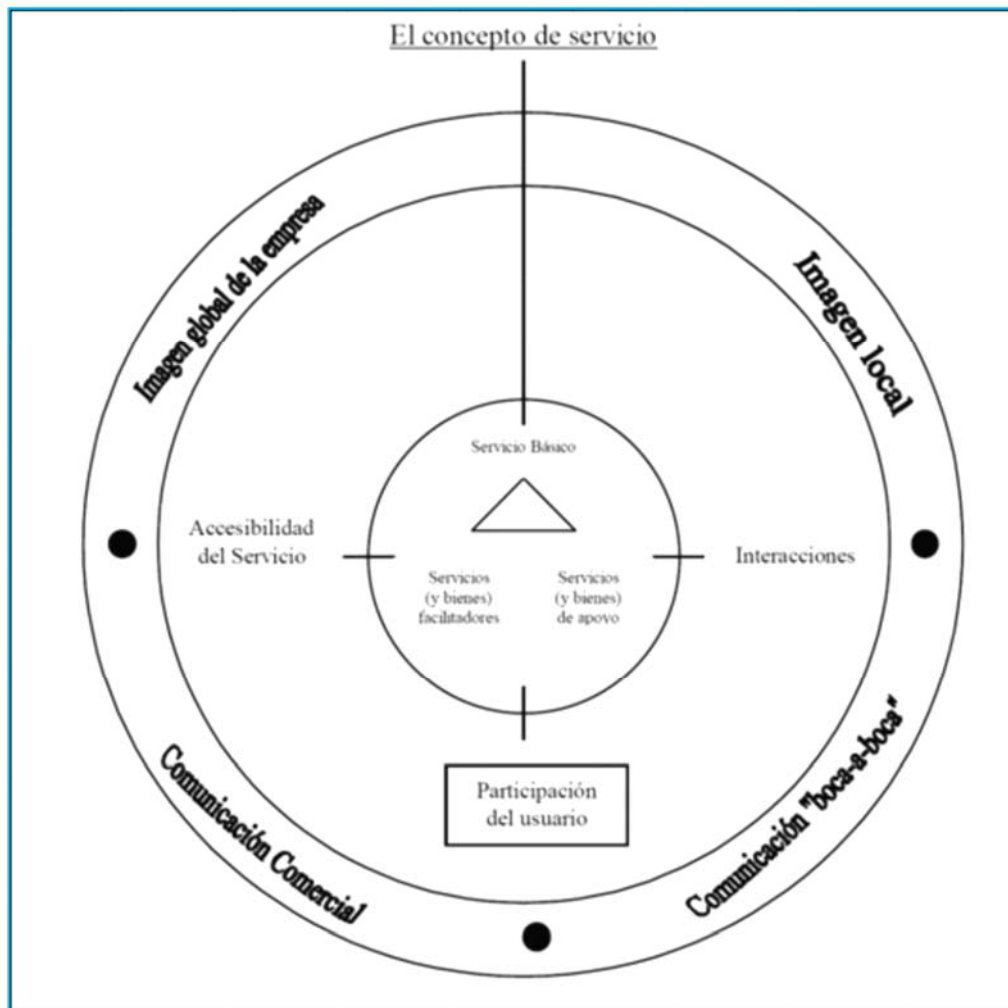 El concepto de servicio
Imagen global de la empresa
Imagen local
Servicio Básico
Accesibilidad
del Servicio
Interacciones
Servicios
(y bienes)
facilitadores
Servicios
(y bienes)
de apoyo
Participación
del usuario
Comunicación Comercial
Comunicación "boca-a-boca"